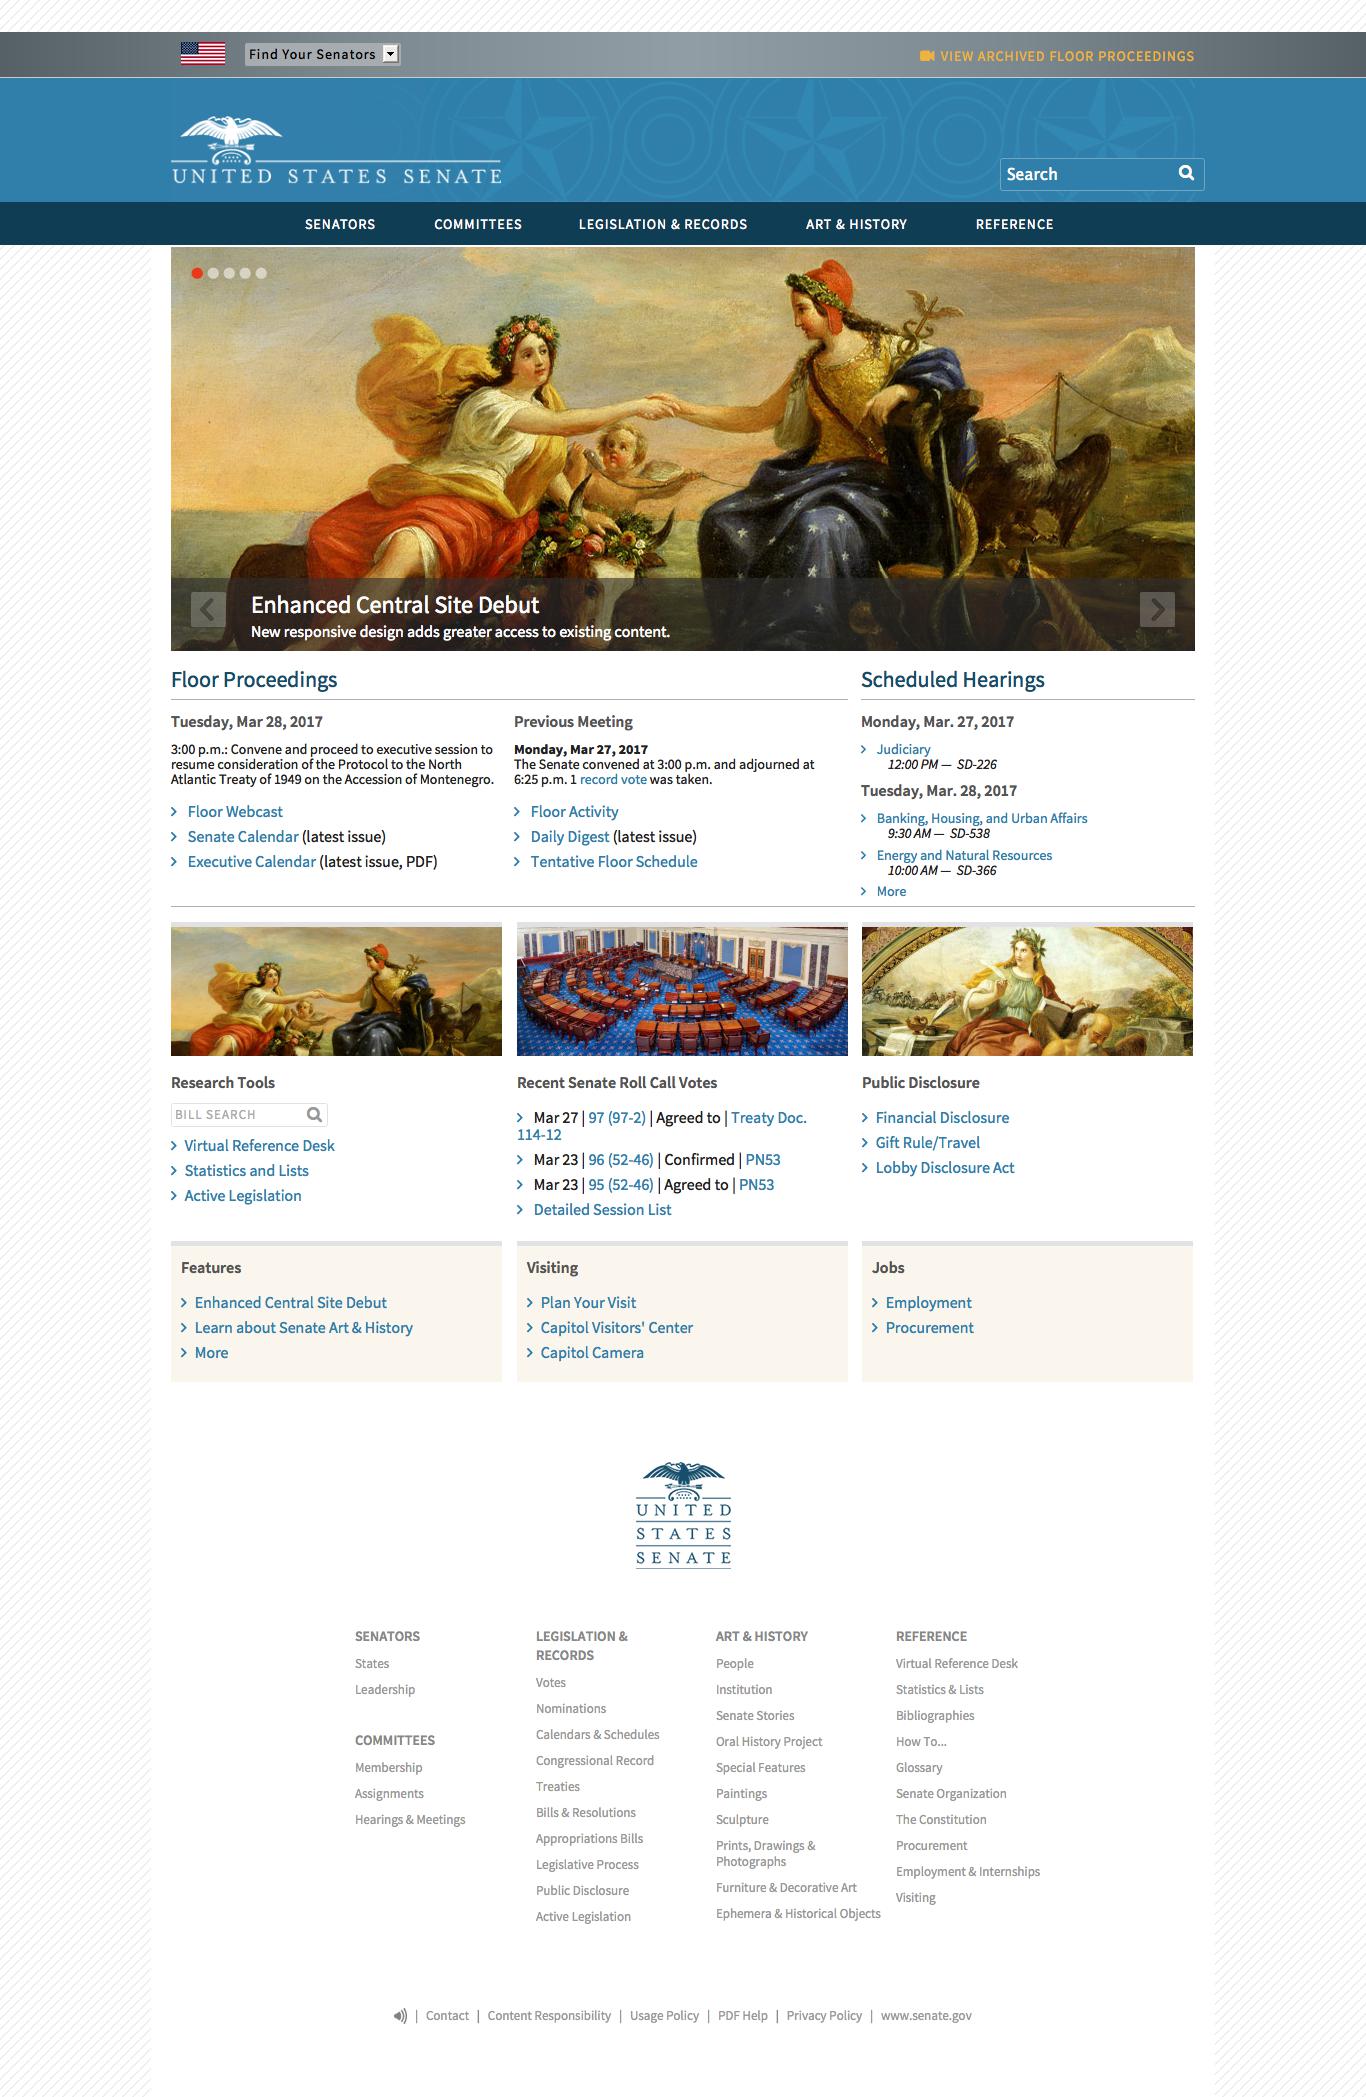 Find Your Senators
VIEW ARCHIVED FLOOR PROCEEDINGS
UNITED STATES SENATE
Search
SENATORS COMMITTEES LEGISLATION & RECORDS ART & HISTORY REFERENCE
Enhanced Central Site Debut
New responsive design adds greater access to existing content.
Floor Proceedings
Tuesday, Mar 28, 2017
3:00 p.m.: Convene and proceed to executive session to
resume consideration of the Protocol to the North
Atlantic Treaty of 1949 on the Accession of Montenegro.
Floor Webcast
Senate Calendar (latest issue)
Executive Calendar (latest issue, PDF)
Previous Meeting
Monday, Mar 27, 2017
The Senate convened at 3:00 p.m. and adjourned at
6:25 p.m. 1 record vote was taken.
Floor Activity
Daily Digest (latest issue)
Tentative Floor Schedule
Scheduled Hearings
Monday, Mar. 27, 2017
Judiciary
12:00 PM — SD-226
Tuesday, Mar. 28, 2017
Banking, Housing, and Urban Affairs
9:30 AM — SD-538
Energy and Natural Resources
10:00 AM — SD-366
More
Research Tools
BILL SEARCH
Virtual Reference Desk
Statistics and Lists
Active Legislation
Recent Senate Roll Call Votes
Mar 27 | 97 (97-2) | Agreed to | Treaty Doc.
114-12
Mar 23 | 96 (52-46) | Confirmed | PN53
Mar 23 | 95 (52-46) | Agreed to | PN53
Detailed Session List
Public Disclosure
Financial Disclosure
Gift Rule/Travel
Lobby Disclosure Act
Features
Enhanced Central Site Debut
Learn about Senate Art & History
More
Visiting
Plan Your Visit
Capitol Visitors' Center
Capitol Camera
Jobs
Employment
Procurement
UNITED
STATES
SENATE
SENATORS
States
Leadership
COMMITTEES
Membership
Assignments
Hearings & Meetings
LEGISLATION &
RECORDS
Votes
Nominations
Calendars & Schedules
Congressional Record
Treaties
Bills & Resolutions
Appropriations Bills
Legislative Process
Public Disclosure
Active Legislation
ART & HISTORY
People
Institution
Senate Stories
Oral History Project
Special Features
Paintings
Sculpture
Prints, Drawings &
Photographs
Furniture & Decorative Art
Ephemera & Historical Objects
REFERENCE
Virtual Reference Desk
Statistics & Lists
Bibliographies
How To...
Glossary
Senate Organization
The Constitution
Procurement
Employment & Internships
Visiting
| Contact | Content Responsibility | Usage Policy | PDF Help | Privacy Policy | www.senate.gov